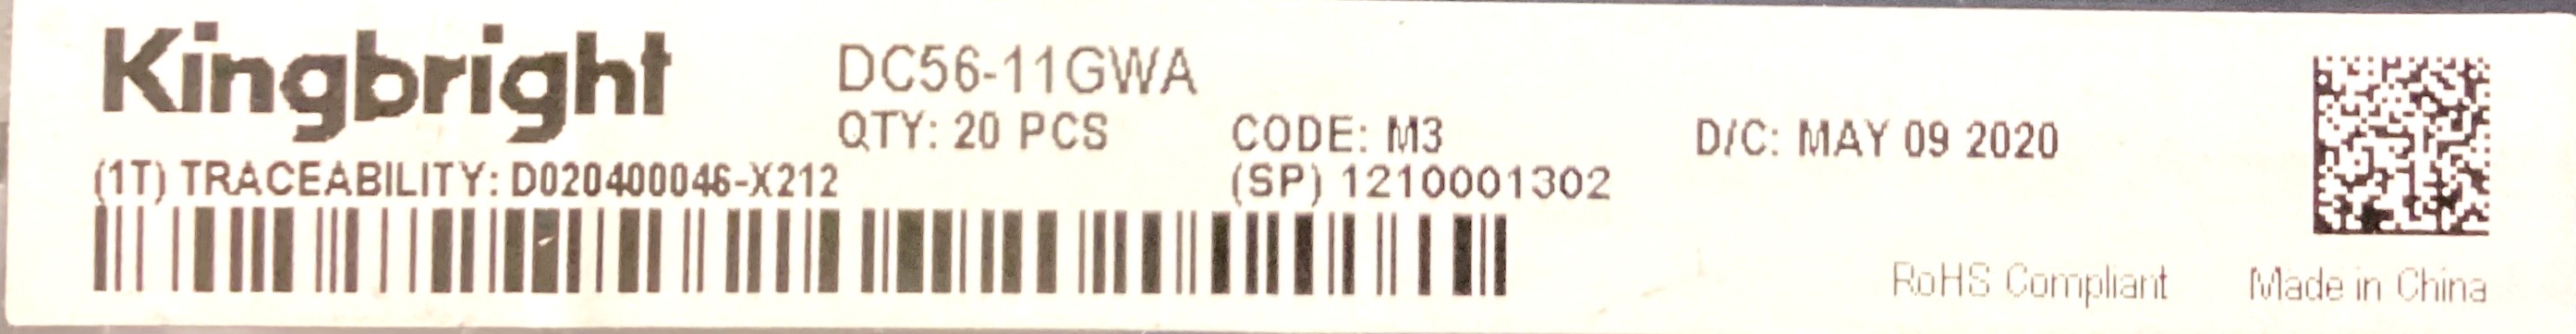 Kingbright
DC56-11GWA
QTY: 20 PCS CODE: M3 D/C: MAY 09 2020
(1T) TRACEABILITY: D020400046-X212 (SP) 1210001302
RoHS Compliant Made in China